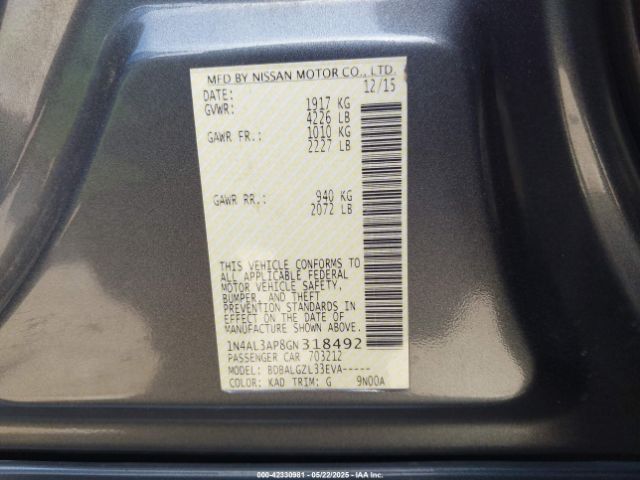 MFD BY NISSAN MOTOR CO., LTD.
DATE: 12/15
GVWR: 1917 KG
4226 LB
GAWR FR.: 1010 KG
2227 LB
GAWR RR.: 940 KG
2072 LB
THIS VEHICLE CONFORMS TO
ALL APPLICABLE FEDERAL
MOTOR VEHICLE SAFETY,
BUMPER, AND THEFT
PREVENTION STANDARDS IN
EFFECT ON THE DATE OF
MANUFACTURE SHOWN ABOVE.
1N4AL3AP8GN318492
PASSENGER CAR 703212
MODEL: BDBALGZL33EVA-----
COLOR: KAD TRIM: G 9N00A
000-42330981 - 05/22/2025 - IAA Inc.